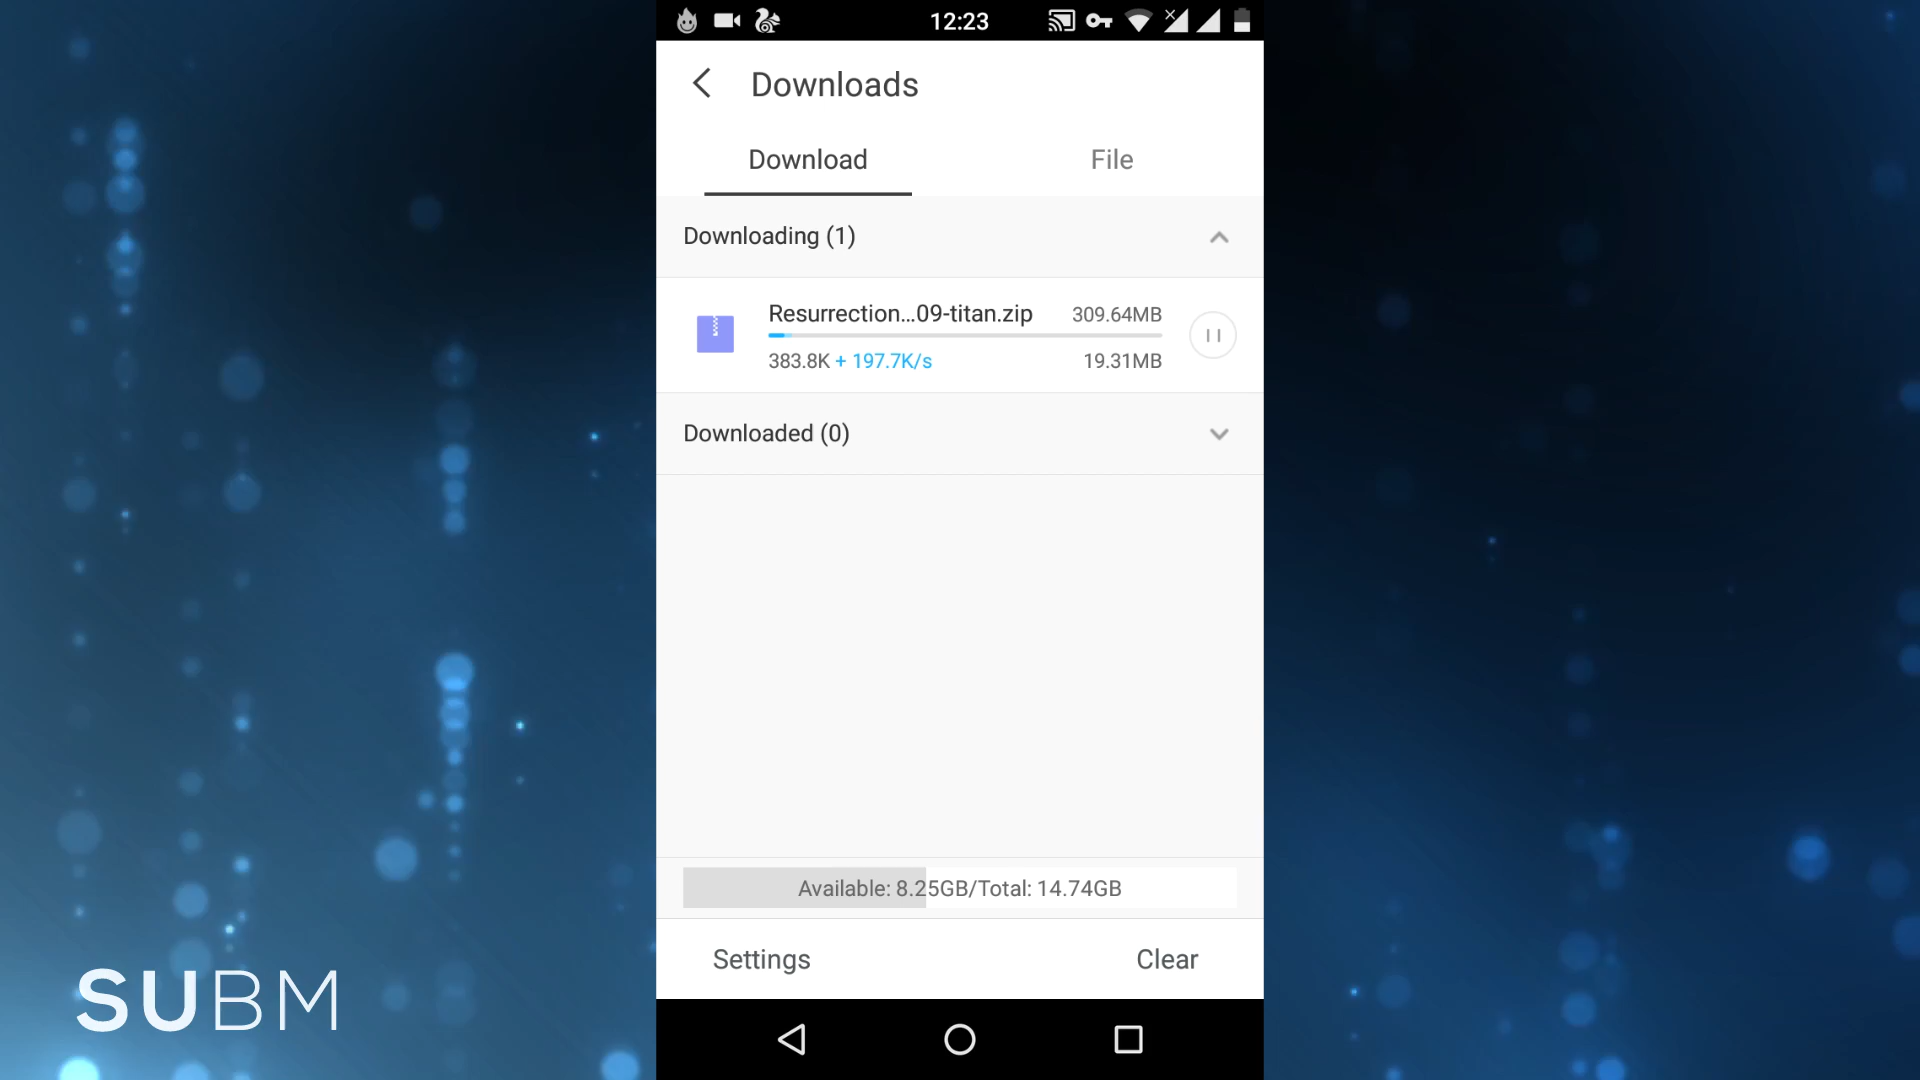 12:23
Downloads
Download File
Downloading (1)
Resurrection...09-titan.zip 309.64MB
383.8K + 197.7K/s 19.31MB
Downloaded (0)
Available: 8.25GB/Total: 14.74GB
Settings Clear
SUBM